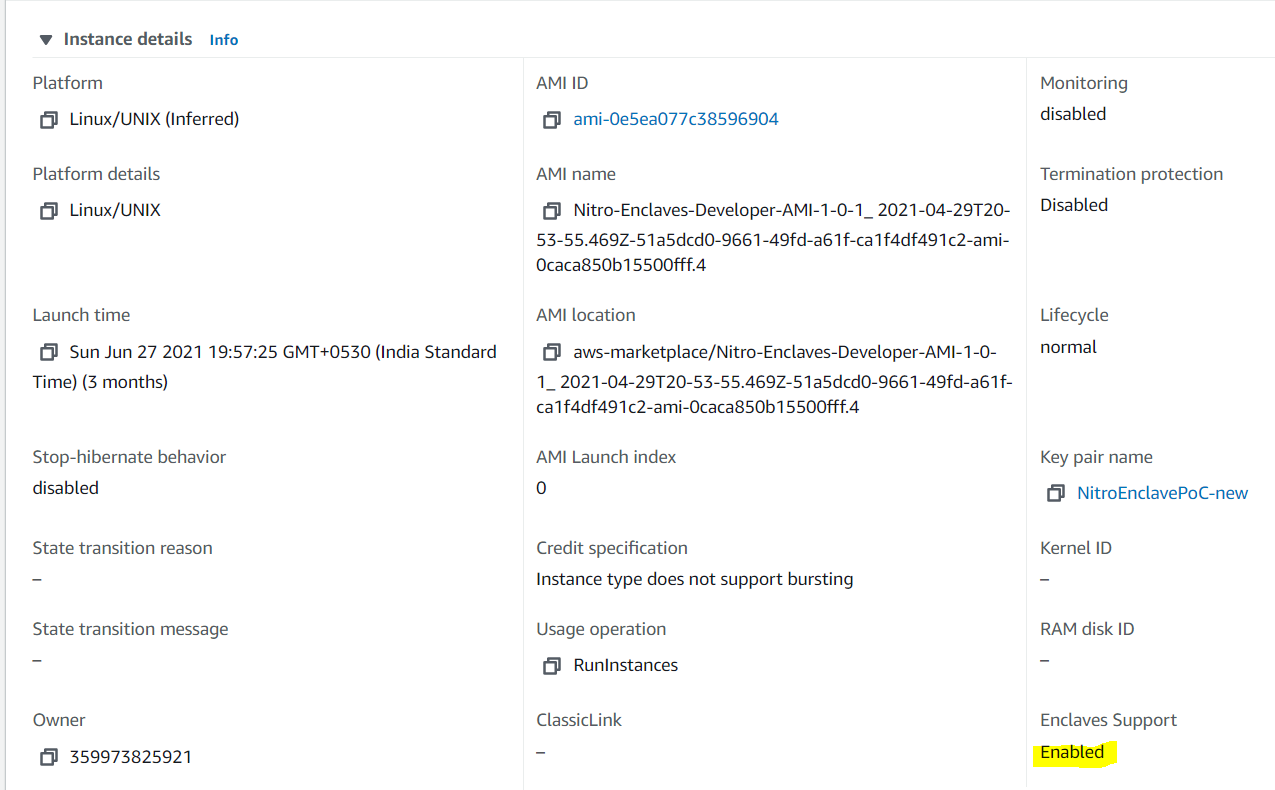 Instance details Info
Platform
Linux/UNIX (Inferred)
AMI ID
ami-0e5ea077c38596904
Monitoring
disabled
Platform details
Linux/UNIX
AMI name
Nitro-Enclaves-Developer-AMI-1-0-1_ 2021-04-29T20-
53-55.469Z-51a5dcd0-9661-49fd-a61f-ca1f4df491c2-ami-
0caca850b15500fff.4
Termination protection
Disabled
Launch time
Sun Jun 27 2021 19:57:25 GMT+0530 (India Standard
Time) (3 months)
AMI location
aws-marketplace/Nitro-Enclaves-Developer-AMI-1-0-
1_ 2021-04-29T20-53-55.469Z-51a5dcd0-9661-49fd-a61f-
ca1f4df491c2-ami-0caca850b15500fff.4
Lifecycle
normal
Stop-hibernate behavior
disabled
AMI Launch index
0
Key pair name
NitroEnclavePoC-new
State transition reason
–
Credit specification
Instance type does not support bursting
Kernel ID
–
State transition message
–
Usage operation
RunInstances
RAM disk ID
–
Owner
359973825921
ClassicLink
–
Enclaves Support
Enabled